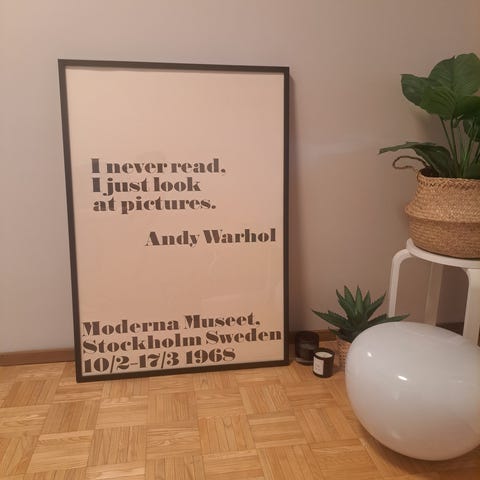 I never read,
I just look
at pictures.
Andy Warhol
Moderna Museet,
Stockholm Sweden
10/2–17/3 1968